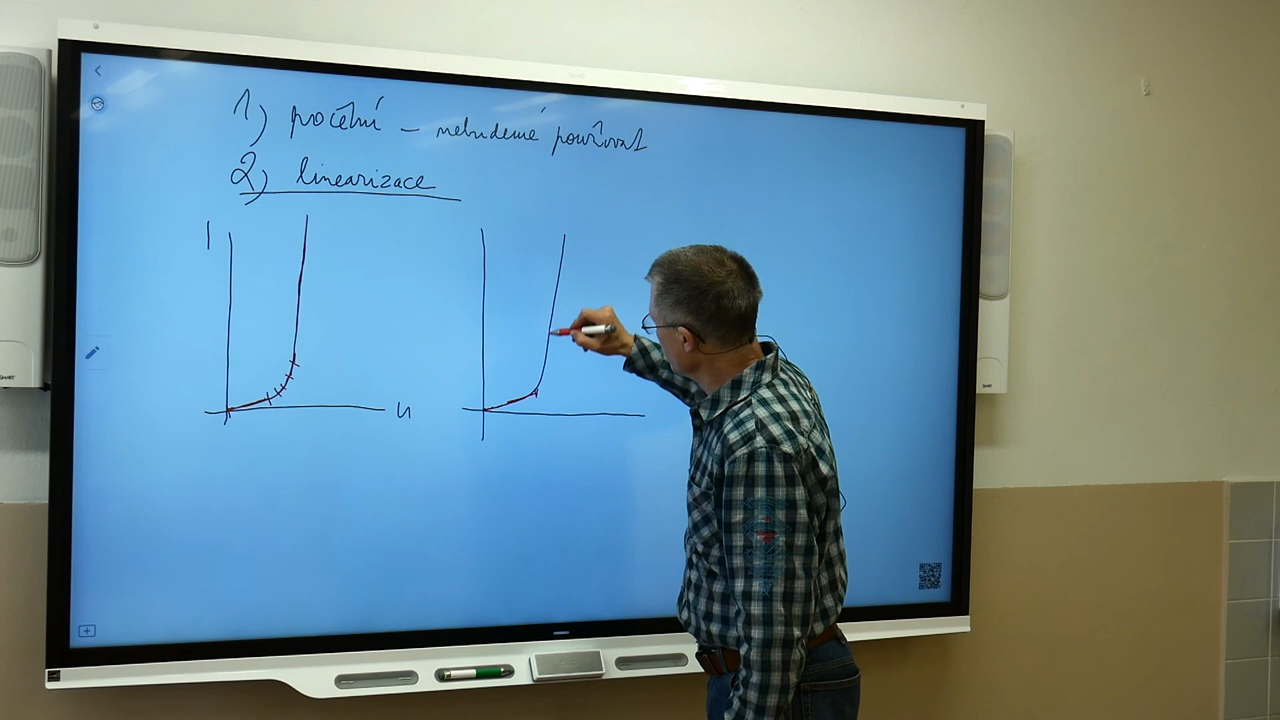 1) početní – nebudeme používat
2) linearizace
I
u